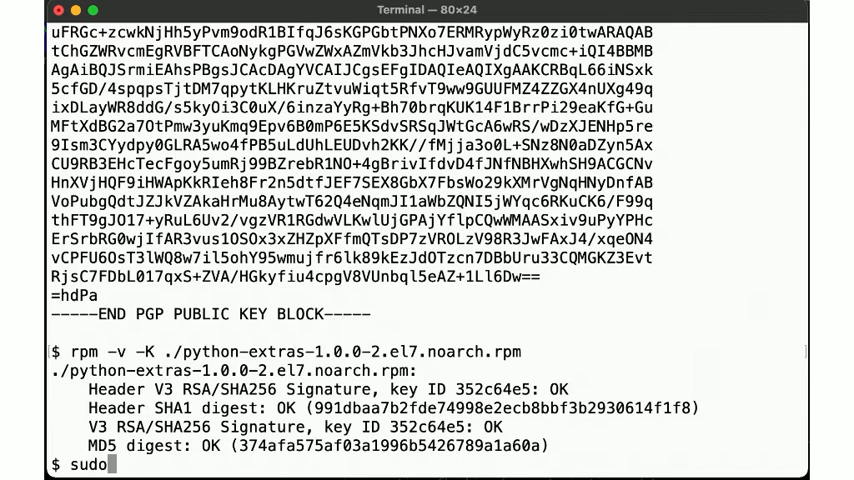 Terminal — 80×24
uFRGc+zcwkNjHh5yPvm9odR1BIfqJ6sKGPGbtPNXo7ERMRypWyRz0zi0twARAQAB
tChGZWRvcmEgRVBFTCAoNykgPGVwZWxAZmVkb3JhcHJvamVjdC5vcmc+iQI4BBMB
AgAiBQJSrmiEAhsPBgsJCAcDAgYVCAIJCgsEFgIDAQIeAQIXgAAKCRBqL66iNSxk
5cfGD/4spqpsTjtDM7qpytKLHKruZtvuWiqt5RfvT9ww9GUUFMZ4ZZGX4nUXg49q
ixDLayWR8ddG/s5kyOi3C0uX/6inzaYyRg+Bh70brqKUK14F1BrrPi29eaKfG+Gu
MFtXdBG2a7OtPmw3yuKmq9Epv6B0mP6E5KSdvSRSqJWtGcA6wRS/wDzXJENHp5re
9Ism3CYydpy0GLRA5wo4fPB5uLdUhLEUDvh2KK//fMjja3o0L+SNz8N0aDZyn5Ax
CU9RB3EHcTecFgoy5umRj99BZrebR1NO+4gBrivIfdvD4fJNfNBHXwhSH9ACGCNv
HnXVjHQF9iHWApKkRIeh8Fr2n5dtfJEF7SEX8GbX7FbsWo29kXMrVgNqHNyDnfAB
VoPubgQdtJZJkVZAkaHrMu8AytwT62Q4eNqmJI1aWbZQNI5jWYqc6RKuCK6/F99q
thFT9gJO17+yRuL6Uv2/vgzVR1RGdwVLKwlUjGPAjYflpCQwWMAASxiv9uPyYPHc
ErSrbRG0wjIfAR3vus1OSOx3xZHZpXFfmQTsDP7zVROLzV98R3JwFAxJ4/xqeON4
vCPFU6OsT3lWQ8w7il5ohY95wmujfr6lk89kEzJdOTzcn7DBbUru33CQMGKZ3Evt
RjsC7FDbL017qxS+ZVA/HGkyfiu4cpgV8VUnbql5eAZ+1Ll6Dw==
=hdPa
-----END PGP PUBLIC KEY BLOCK-----
$ rpm -v -K ./python-extras-1.0.0-2.el7.noarch.rpm
./python-extras-1.0.0-2.el7.noarch.rpm:
Header V3 RSA/SHA256 Signature, key ID 352c64e5: OK
Header SHA1 digest: OK (991dbaa7b2fde74998e2ecb8bbf3b2930614f1f8)
V3 RSA/SHA256 Signature, key ID 352c64e5: OK
MD5 digest: OK (374afa575af03a1996b5426789a1a60a)
$ sudo